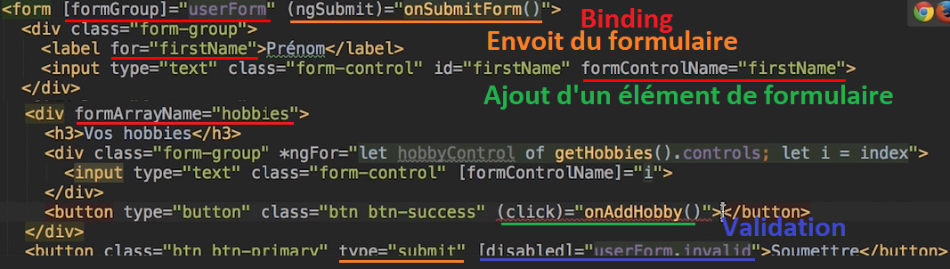 <form [formGroup]="userForm" (ngSubmit)="onSubmitForm()">
Binding
<div class="form-group">
Envoit du formulaire
<label for="firstName">Prénom</label>
<input type="text" class="form-control" id="firstName" formControlName="firstName">
</div>
Ajout d'un élément de formulaire
<div formArrayName="hobbies">
<h3>Vos hobbies</h3>
<div class="form-group" *ngFor="let hobbyControl of getHobbies().controls; let i = index">
<input type="text" class="form-control" [formControlName]="i">
</div>
<button type="button" class="btn btn-success" (click)="onAddHobby()"></button>
</div>
Validation
<button class="btn btn-primary" type="submit" [disabled]="userForm.invalid">Soumettre</button>